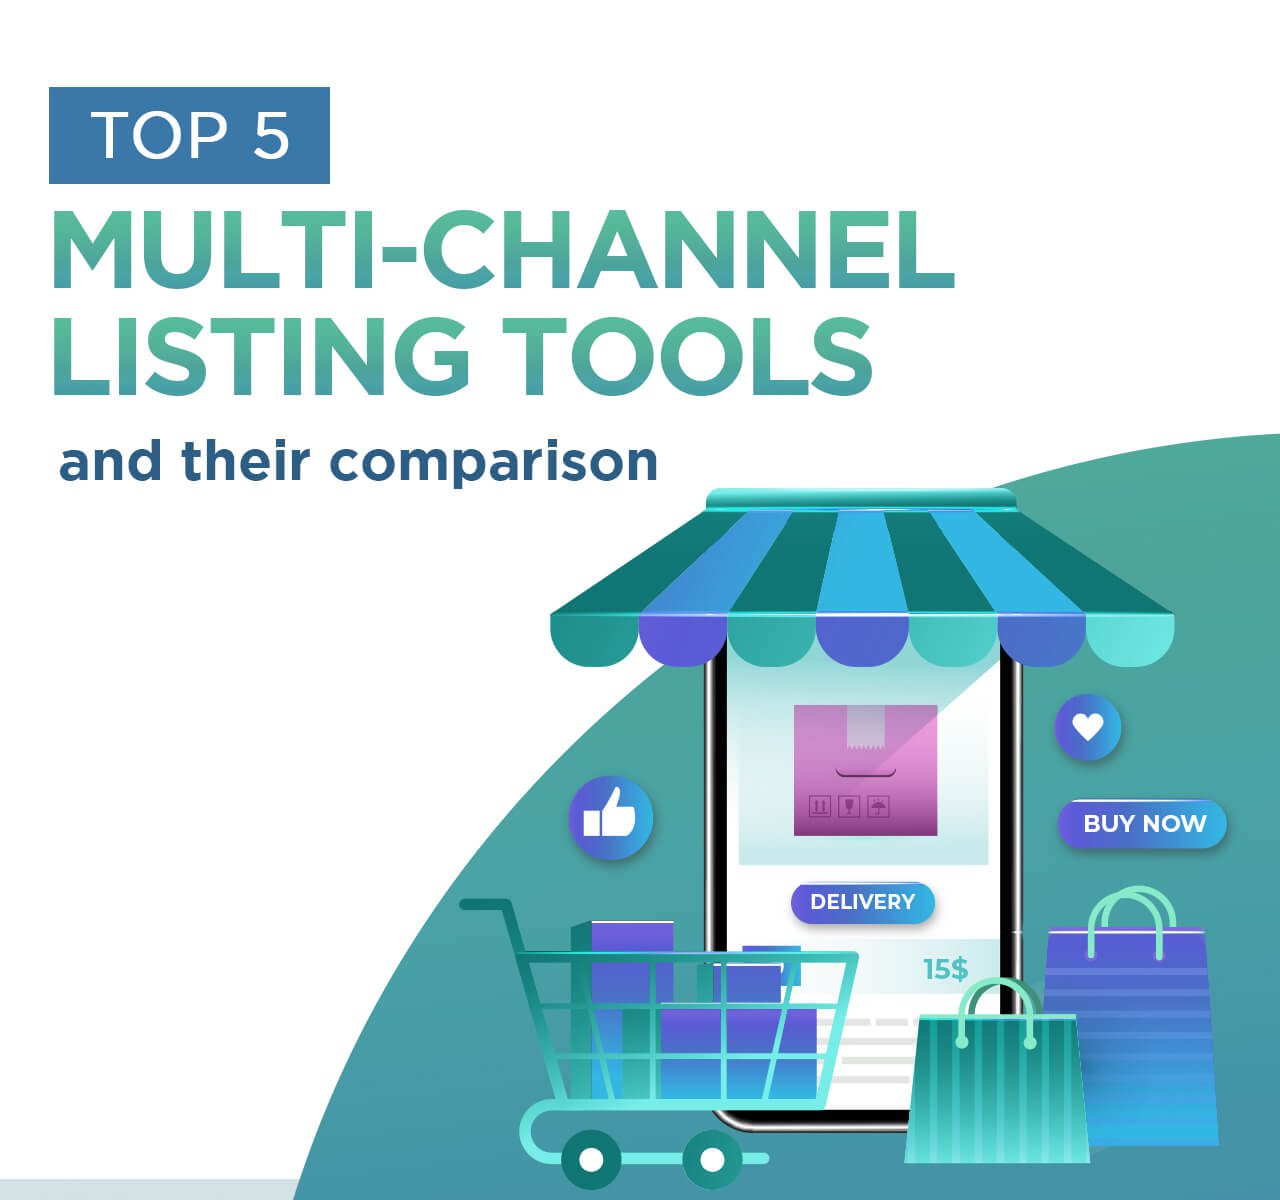 TOP 5
MULTI-CHANNEL
LISTING TOOLS
and their comparison
BUY NOW
DELIVERY
15$